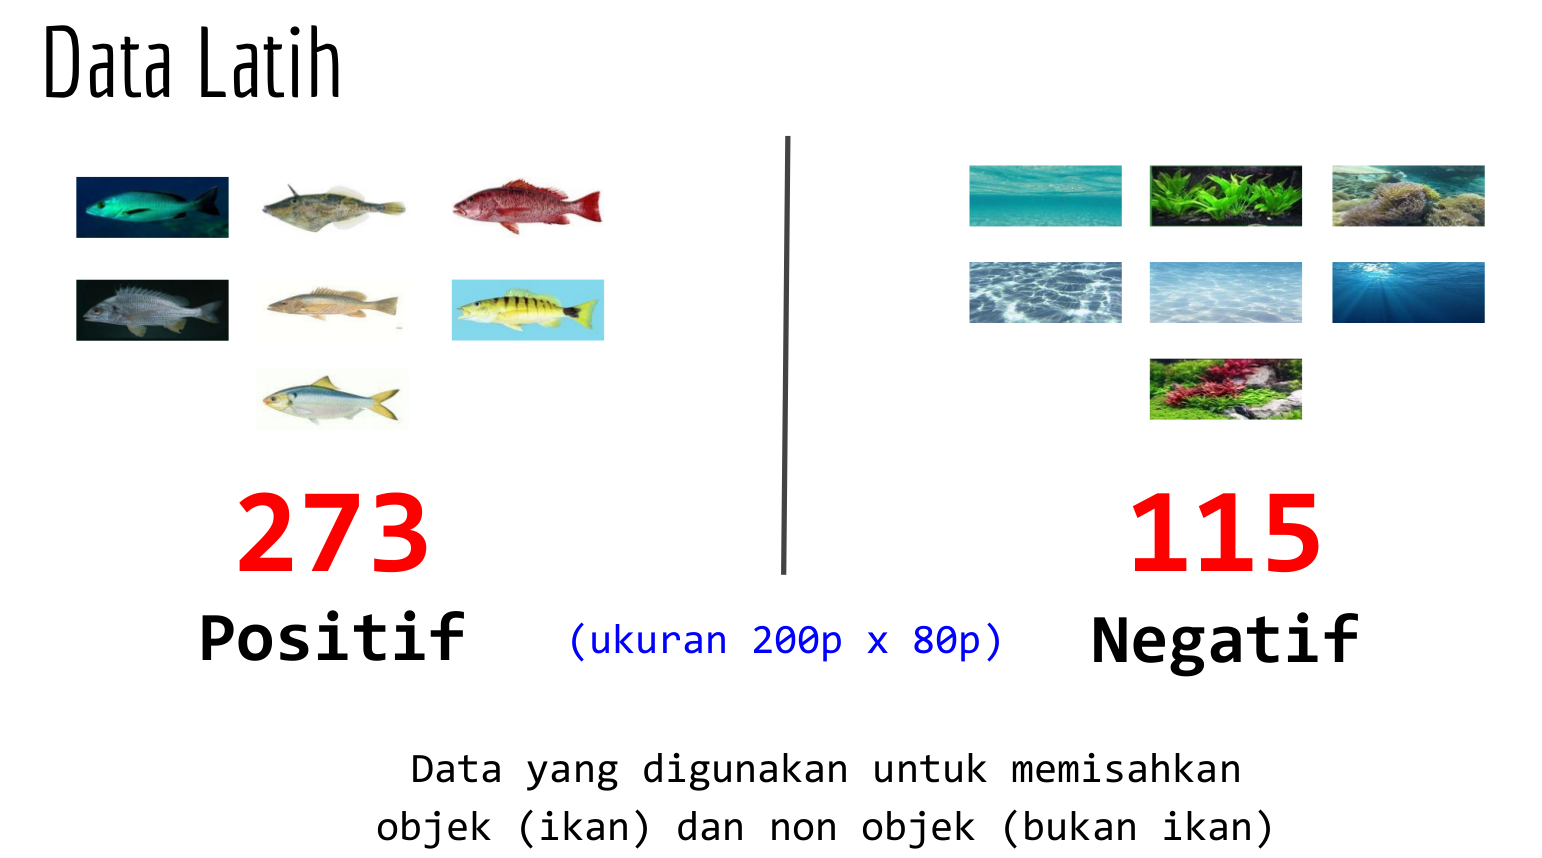 Data Latih
273
115
Positif
(ukuran 200p x 80p)
Negatif
Data yang digunakan untuk memisahkan
objek (ikan) dan non objek (bukan ikan)